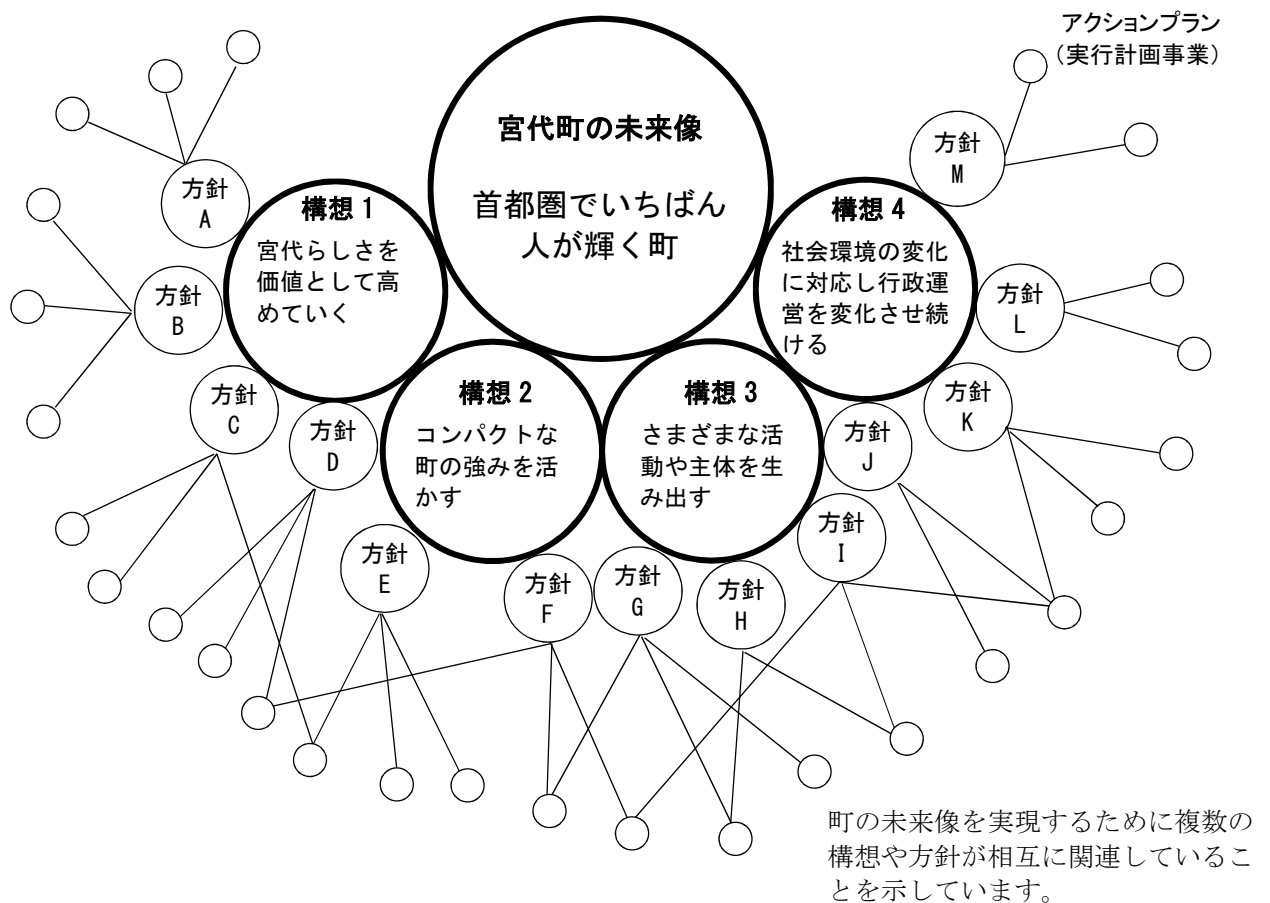 アクションプラン
(実行計画事業)
宮代町の未来像
首都圏でいちばん
人が輝く町
構想 1
宮代らしさを
価値として高
めていく
構想 2
コンパクトな
町の強みを活
かす
構想 3
さまざまな活
動や主体を生
み出す
構想 4
社会環境の変化
に対応し行政運
営を変化させ続
ける
方針
A
方針
B
方針
C
方針
D
方針
E
方針
F
方針
G
方針
H
方針
I
方針
J
方針
K
方針
L
方針
M
町の未来像を実現するために複数の
構想や方針が相互に関連しているこ
とを示しています。